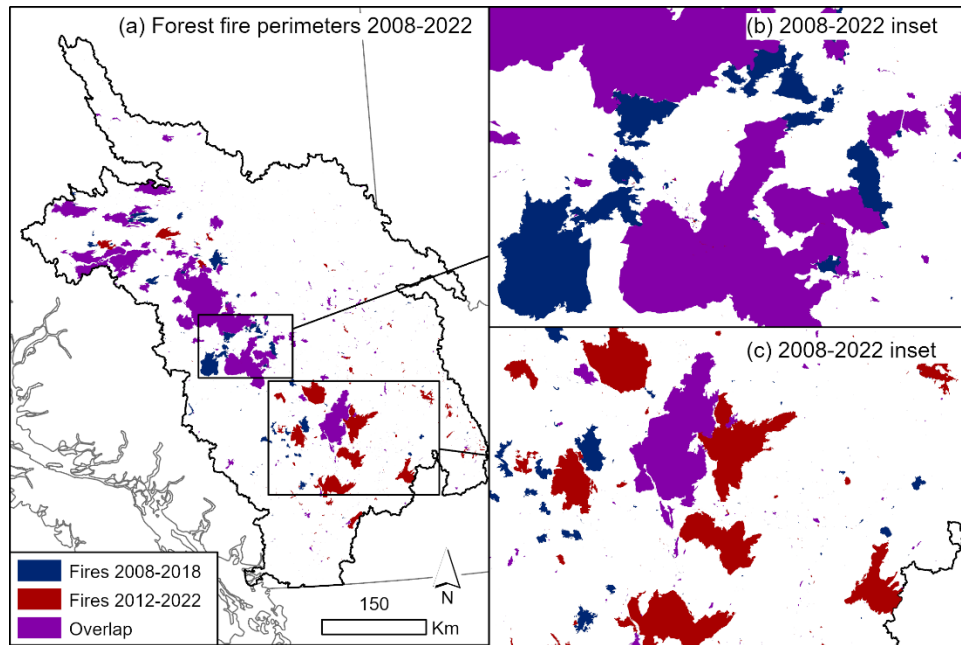 (a) Forest fire perimeters 2008-2022
(b) 2008-2022 inset
(c) 2008-2022 inset
Fires 2008-2018
Fires 2012-2022
Overlap
N
150
Km